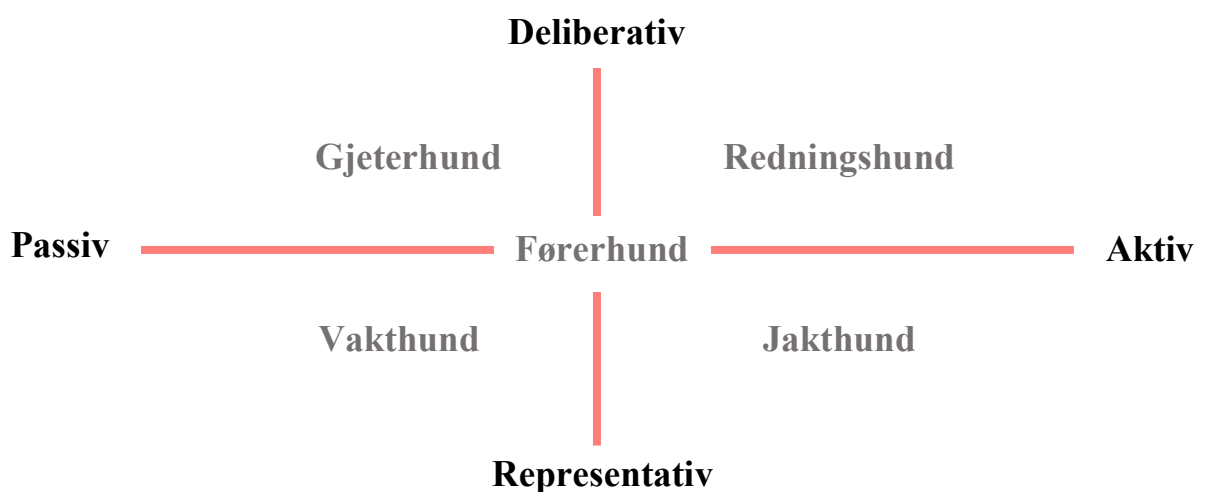 Deliberativ
Gjeterhund Redningshund
Passiv Førerhund Aktiv
Vakthund Jakthund
Representativ